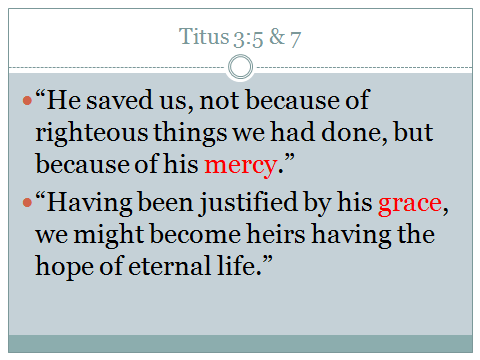 Titus 3:5 & 7
“He saved us, not because of
righteous things we had done, but
because of his mercy.”
“Having been justified by his grace,
we might become heirs having the
hope of eternal life.”